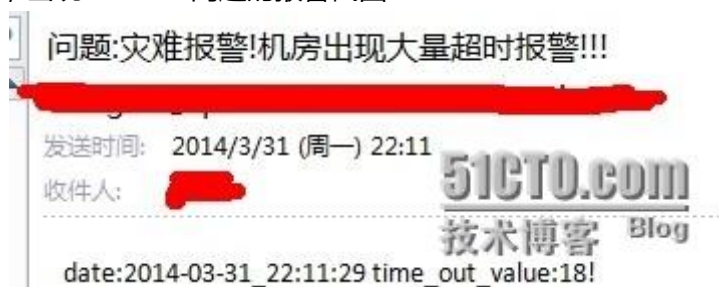 问题:灾难报警!机房出现大量超时报警!!!
发送时间: 2014/3/31 (周一) 22:11
收件人:
51CTO.com
技术博客 Blog
date:2014-03-31_22:11:29 time_out_value:18!